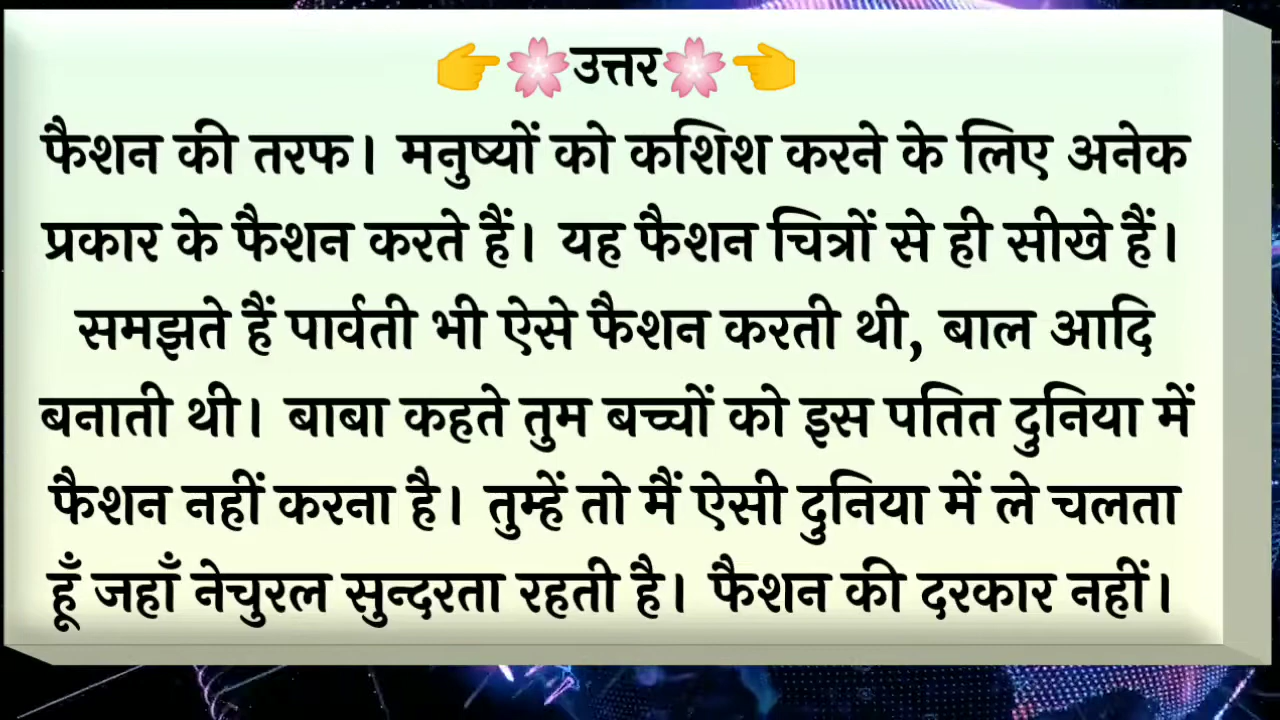 👉🌸उत्तर🌸👈
फैशन की तरफ। मनुष्यों को कशिश करने के लिए अनेक
प्रकार के फैशन करते हैं। यह फैशन चित्रों से ही सीखे हैं।
समझते हैं पार्वती भी ऐसे फैशन करती थी, बाल आदि
बनाती थी। बाबा कहते तुम बच्चों को इस पतित दुनिया में
फैशन नहीं करना है। तुम्हें तो मैं ऐसी दुनिया में ले चलता
हूँ जहाँ नेचुरल सुन्दरता रहती है। फैशन की दरकार नहीं।